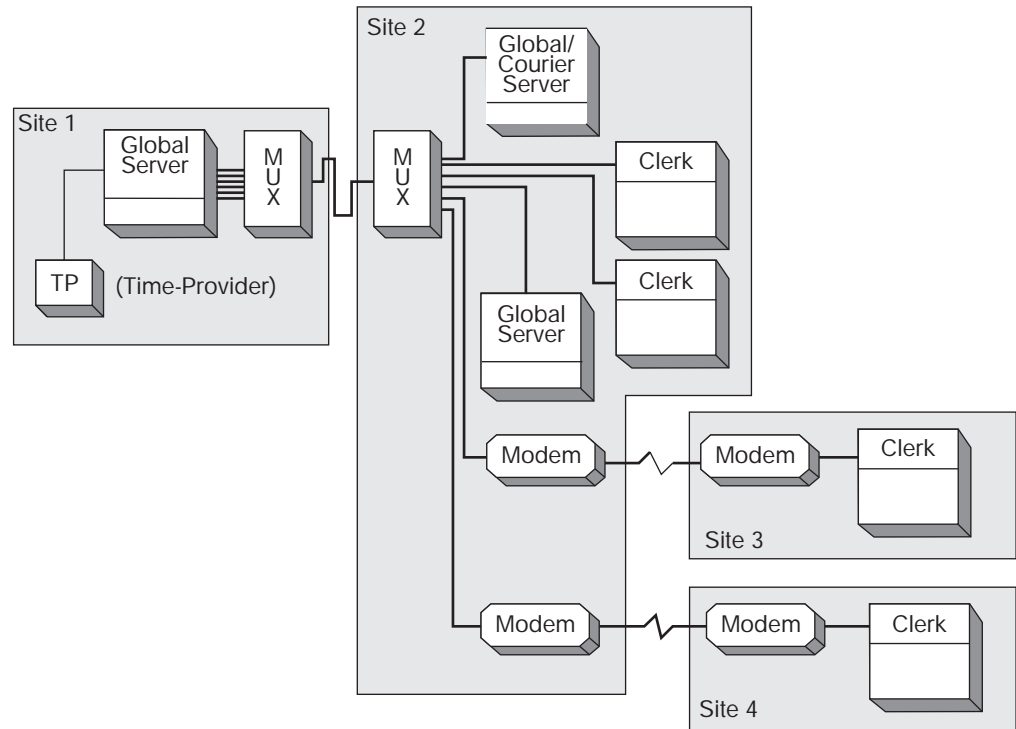 Site 1
Global
Server
M
U
X
TP
(Time-Provider)
Site 2
Global/
Courier
Server
M
U
X
Clerk
Clerk
Global
Server
Modem
Modem
Clerk
Site 3
Modem
Modem
Clerk
Site 4